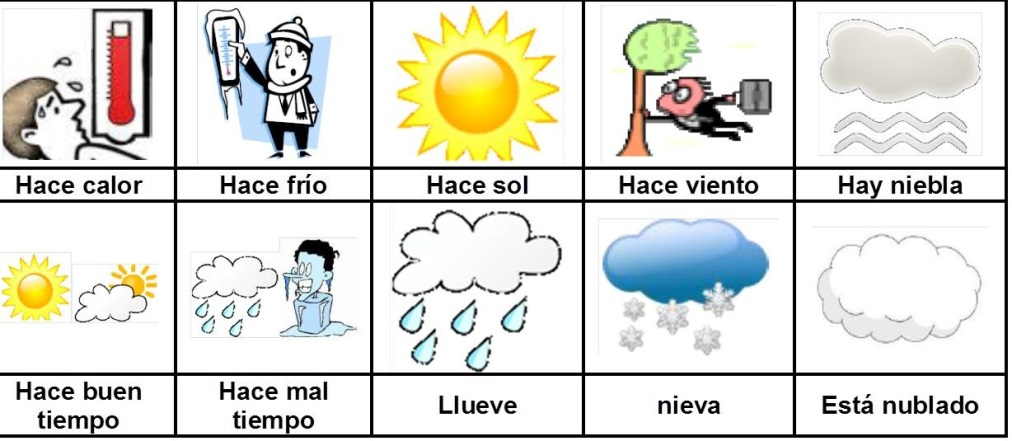 Hace calor
Hace frío
Hace sol
Hace viento
Hay niebla
Hace buen
tiempo
Hace mal
tiempo
Llueve
nieva
Está nublado